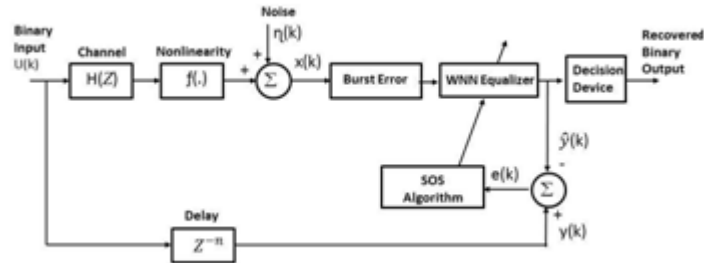 Binary
Input
U(k)
Channel
H(Z)
Nonlinearity
f(.)
Noise
η(k)
+
+
Σ
x(k)
Burst Error
WNN Equalizer
Decision
Device
Recovered
Binary
Output
ŷ(k)
-
SOS
Algorithm
e(k)
Σ
+
y(k)
Delay
Z⁻ⁿ